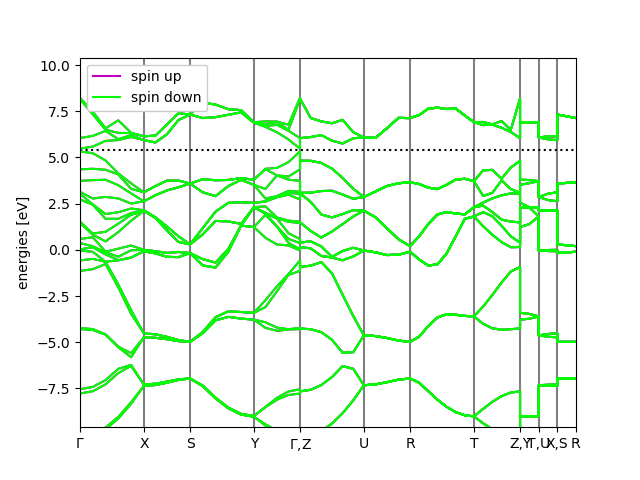 10.0
spin up
spin down
7.5
5.0
2.5
0.0
−2.5
−5.0
−7.5
energies [eV]
Γ X S Y Γ,Z U R T Z,Y T,U X,S R